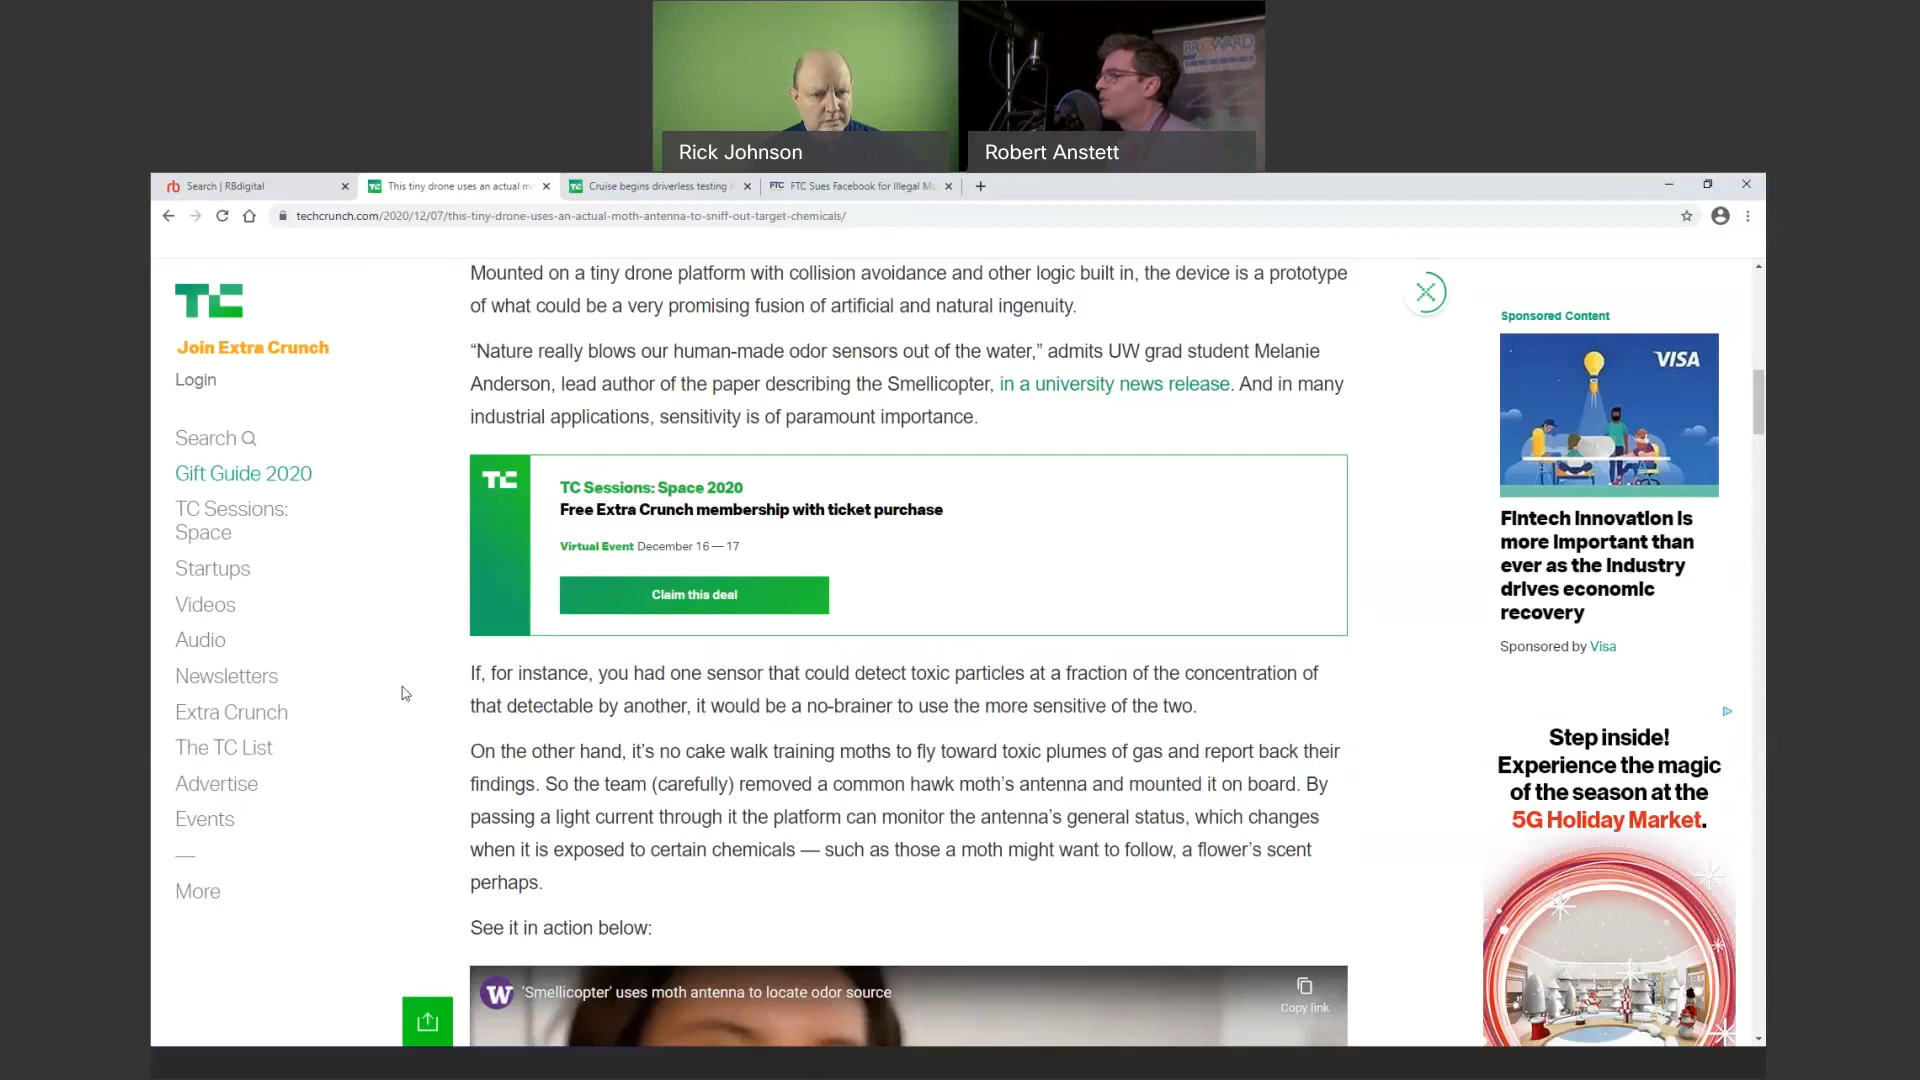 BROWARD
Rick Johnson
Robert Anstett
rb Search | RBdigital
TC This tiny drone uses an actual m
TC Cruise begins driverless testing i
FTC FTC Sues Facebook for Illegal Mo
techcrunch.com/2020/12/07/this-tiny-drone-uses-an-actual-moth-antenna-to-sniff-out-target-chemicals/
TC
Join Extra Crunch
Login
Search
Gift Guide 2020
TC Sessions:
Space
Startups
Videos
Audio
Newsletters
Extra Crunch
The TC List
Advertise
Events
More
Mounted on a tiny drone platform with collision avoidance and other logic built in, the device is a prototype
of what could be a very promising fusion of artificial and natural ingenuity.
“Nature really blows our human-made odor sensors out of the water,” admits UW grad student Melanie
Anderson, lead author of the paper describing the Smellicopter, in a university news release. And in many
industrial applications, sensitivity is of paramount importance.
TC
TC Sessions: Space 2020
Free Extra Crunch membership with ticket purchase
Virtual Event December 16 — 17
Claim this deal
If, for instance, you had one sensor that could detect toxic particles at a fraction of the concentration of
that detectable by another, it would be a no-brainer to use the more sensitive of the two.
On the other hand, it’s no cake walk training moths to fly toward toxic plumes of gas and report back their
findings. So the team (carefully) removed a common hawk moth’s antenna and mounted it on board. By
passing a light current through it the platform can monitor the antenna’s general status, which changes
when it is exposed to certain chemicals — such as those a moth might want to follow, a flower’s scent
perhaps.
See it in action below:
W 'Smellicopter' uses moth antenna to locate odor source
Copy link
Sponsored Content
VISA
Fintech innovation is
more important than
ever as the industry
drives economic
recovery
Sponsored by Visa
Step inside!
Experience the magic
of the season at the
5G Holiday Market.